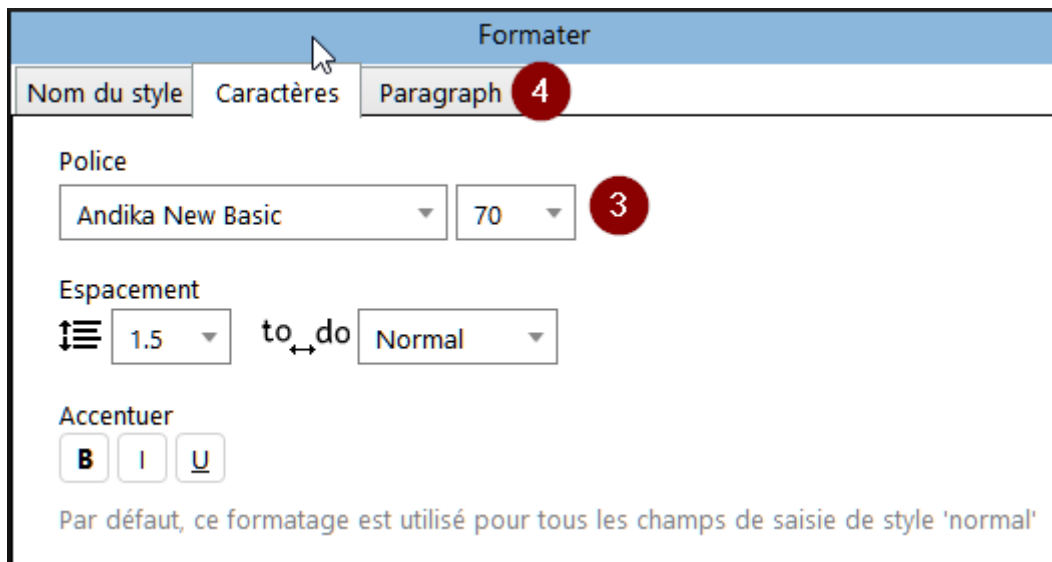 Formater
Nom du style Caractères Paragraph 4
Police
Andika New Basic 70 3
Espacement
1.5 to do Normal
Accentuer
B I U
Par défaut, ce formatage est utilisé pour tous les champs de saisie de style 'normal'